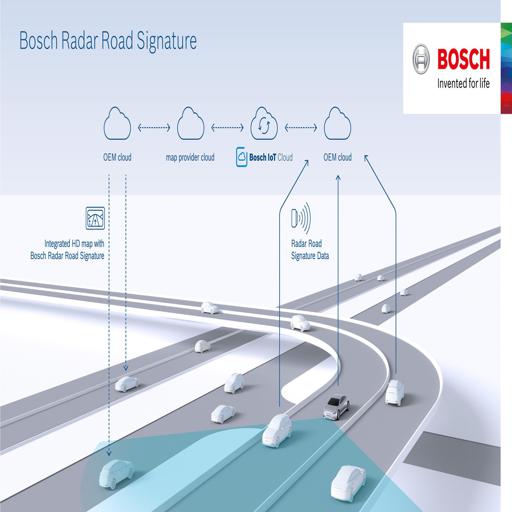 Bosch Radar Road Signature
BOSCH
Invented for life
OEM cloud
map provider cloud
Bosch IoT Cloud
OEM cloud
Integrated HD map with
Bosch Radar Road Signature
Radar Road
Signature Data